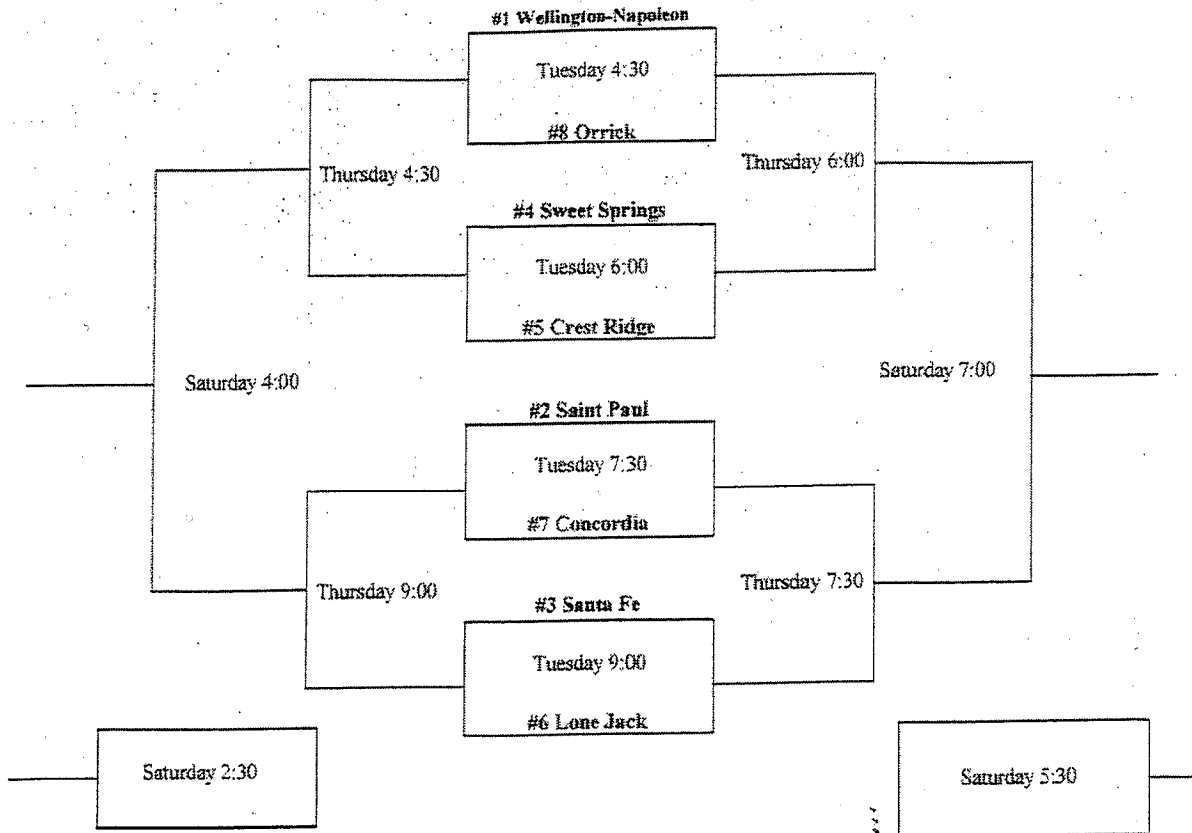 #1 Wellington-Napoleon
Tuesday 4:30
#8 Orrick
Thursday 4:30
Thursday 6:00
#4 Sweet Springs
Tuesday 6:00
#5 Crest Ridge
Saturday 4:00
Saturday 7:00
#2 Saint Paul
Tuesday 7:30
#7 Concordia
Thursday 9:00
Thursday 7:30
#3 Santa Fe
Tuesday 9:00
#6 Lone Jack
Saturday 2:30
Saturday 5:30